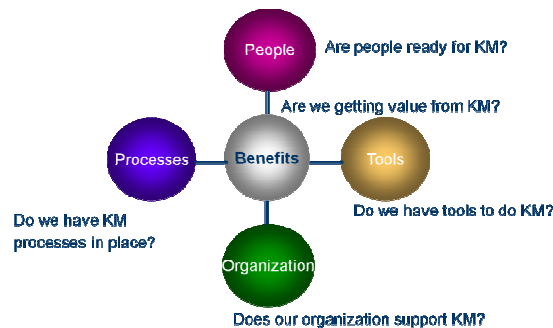 People
Are people ready for KM?
Are we getting value from KM?
Processes
Benefits
Tools
Do we have tools to do KM?
Do we have KM
processes in place?
Organization
Does our organization support KM?